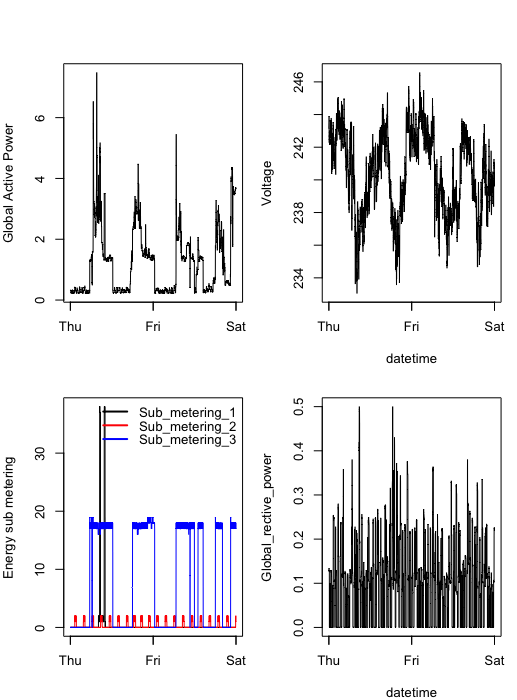 Global Active Power
0
2
4
6
Thu
Fri
Sat
Voltage
234
238
242
246
Thu
Fri
Sat
datetime
Energy sub metering
0
10
20
30
Sub_metering_1
Sub_metering_2
Sub_metering_3
Thu
Fri
Sat
Global_rective_power
0.0
0.1
0.2
0.3
0.4
0.5
Thu
Fri
Sat
datetime